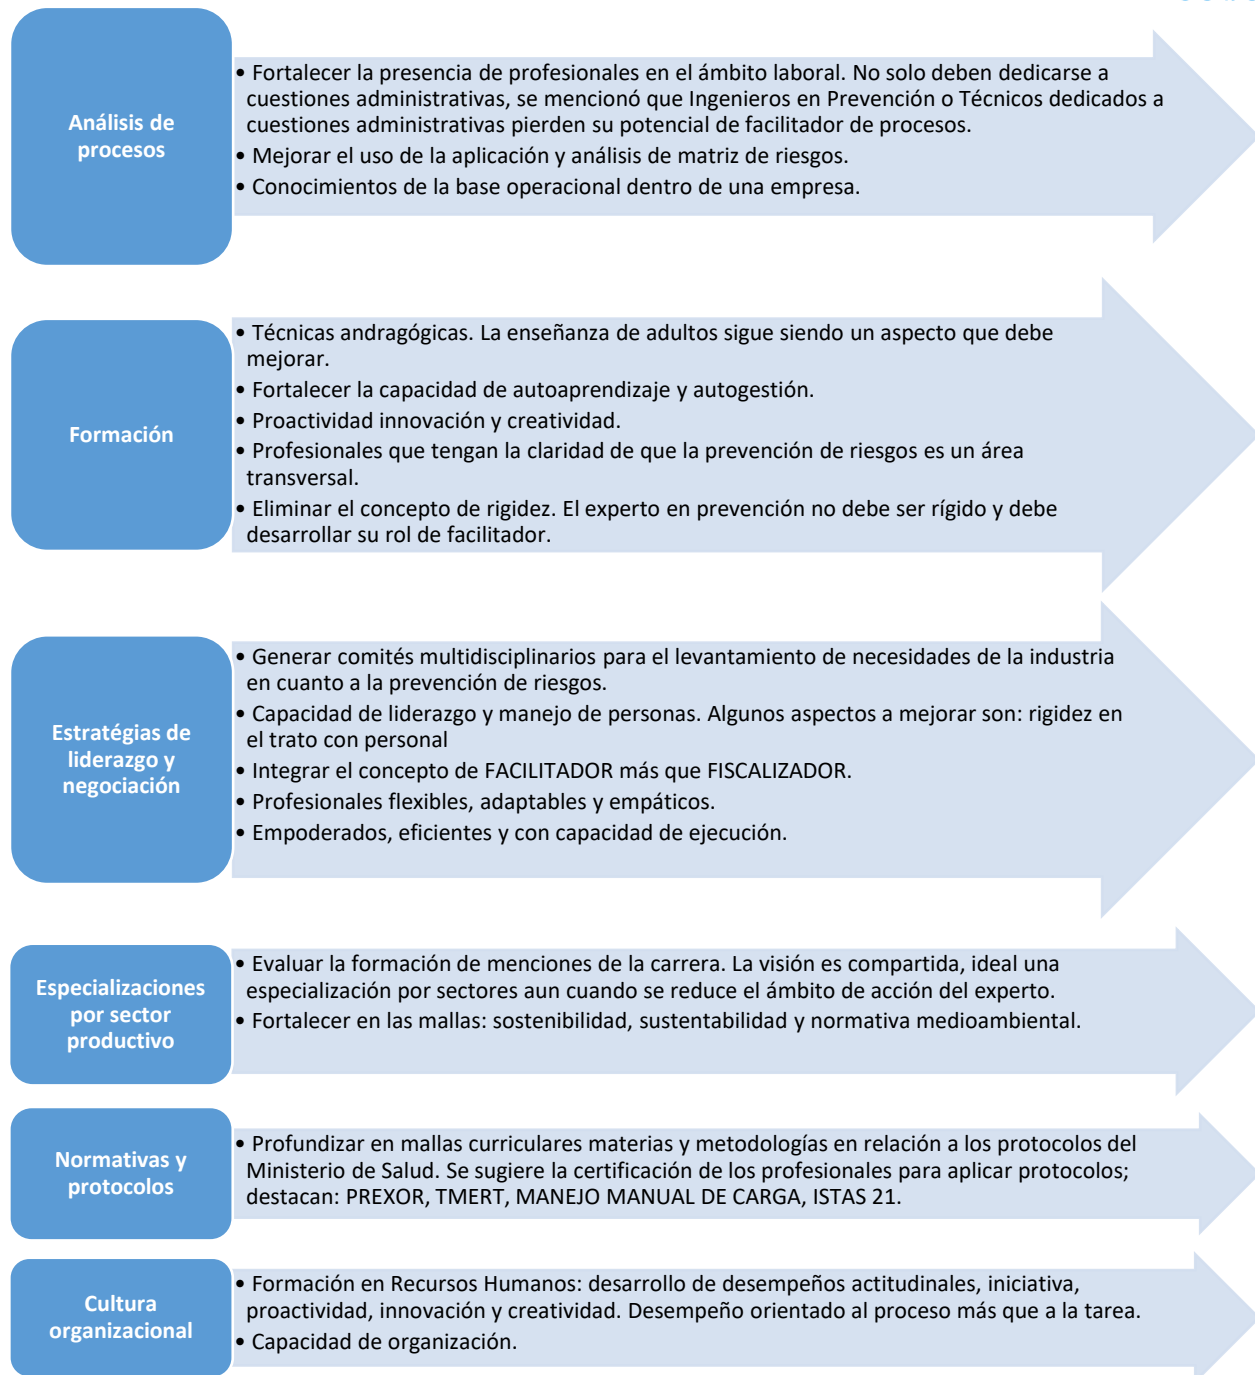 Análisis de
procesos
• Fortalecer la presencia de profesionales en el ámbito laboral. No solo deben dedicarse a
cuestiones administrativas, se mencionó que Ingenieros en Prevención o Técnicos dedicados a
cuestiones administrativas pierden su potencial de facilitador de procesos.
• Mejorar el uso de la aplicación y análisis de matriz de riesgos.
• Conocimientos de la base operacional dentro de una empresa.
Formación
• Técnicas andragógicas. La enseñanza de adultos sigue siendo un aspecto que debe
mejorar.
• Fortalecer la capacidad de autoaprendizaje y autogestión.
• Proactividad innovación y creatividad.
• Profesionales que tengan la claridad de que la prevención de riesgos es un área
transversal.
• Eliminar el concepto de rigidez. El experto en prevención no debe ser rígido y debe
desarrollar su rol de facilitador.
Estratégias de
liderazgo y
negociación
• Generar comités multidisciplinarios para el levantamiento de necesidades de la industria
en cuanto a la prevención de riesgos.
• Capacidad de liderazgo y manejo de personas. Algunos aspectos a mejorar son: rigidez en
el trato con personal
• Integrar el concepto de FACILITADOR más que FISCALIZADOR.
• Profesionales flexibles, adaptables y empáticos.
• Empoderados, eficientes y con capacidad de ejecución.
Especializaciones
por sector
productivo
• Evaluar la formación de menciones de la carrera. La visión es compartida, ideal una
especialización por sectores aun cuando se reduce el ámbito de acción del experto.
• Fortalecer en las mallas: sostenibilidad, sustentabilidad y normativa medioambiental.
Normativas y
protocolos
• Profundizar en mallas curriculares materias y metodologías en relación a los protocolos del
Ministerio de Salud. Se sugiere la certificación de los profesionales para aplicar protocolos;
destacan: PREXOR, TMERT, MANEJO MANUAL DE CARGA, ISTAS 21.
Cultura
organizacional
• Formación en Recursos Humanos: desarrollo de desempeños actitudinales, iniciativa,
proactividad, innovación y creatividad. Desempeño orientado al proceso más que a la tarea.
• Capacidad de organización.